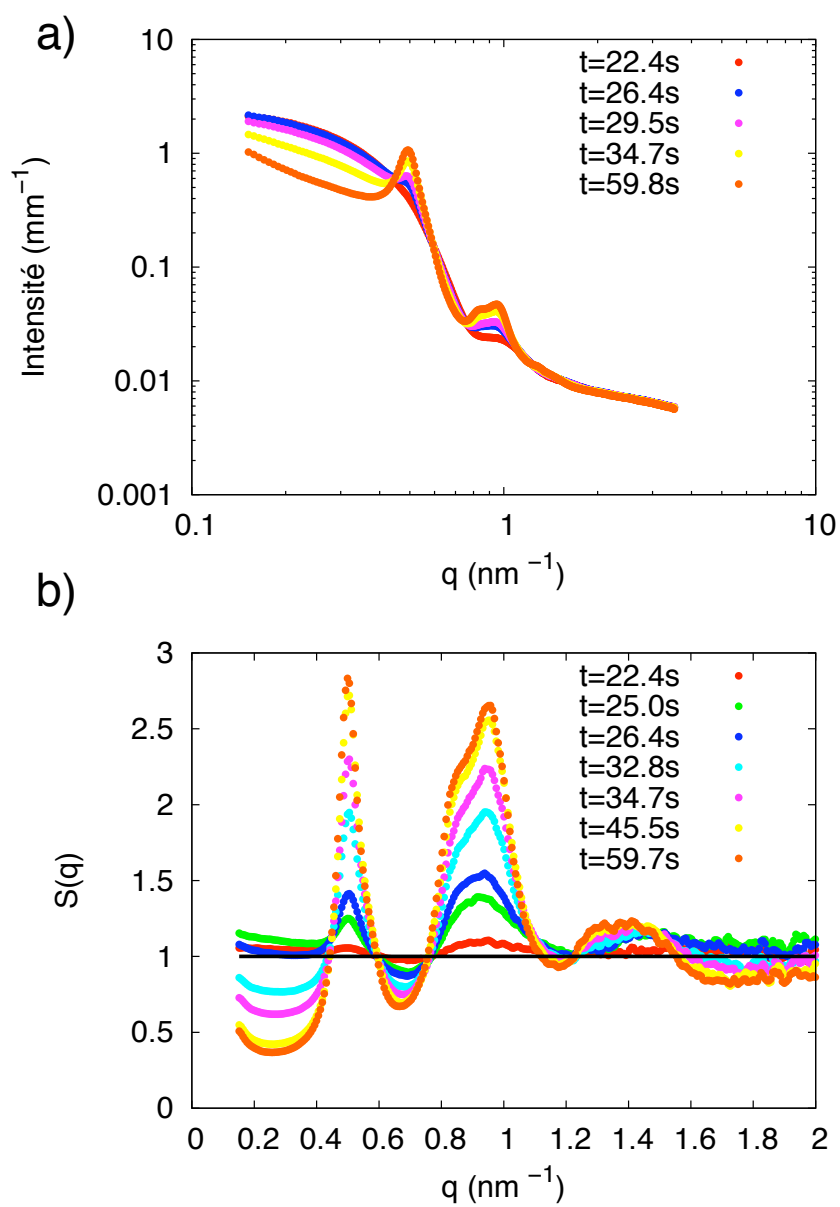 a)
10
1
0.1
0.01
0.001
0.1
1
10
Intensité (mm⁻¹)
q (nm ⁻¹)
t=22.4s
t=26.4s
t=29.5s
t=34.7s
t=59.8s
b)
3
2.5
2
1.5
1
0.5
0
0 0.2 0.4 0.6 0.8 1 1.2 1.4 1.6 1.8 2
S(q)
q (nm ⁻¹)
t=22.4s
t=25.0s
t=26.4s
t=32.8s
t=34.7s
t=45.5s
t=59.7s